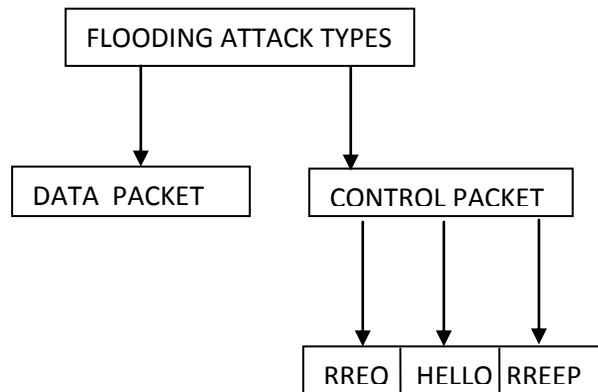 FLOODING ATTACK TYPES
DATA PACKET
CONTROL PACKET
RREQ HELLO RREEP